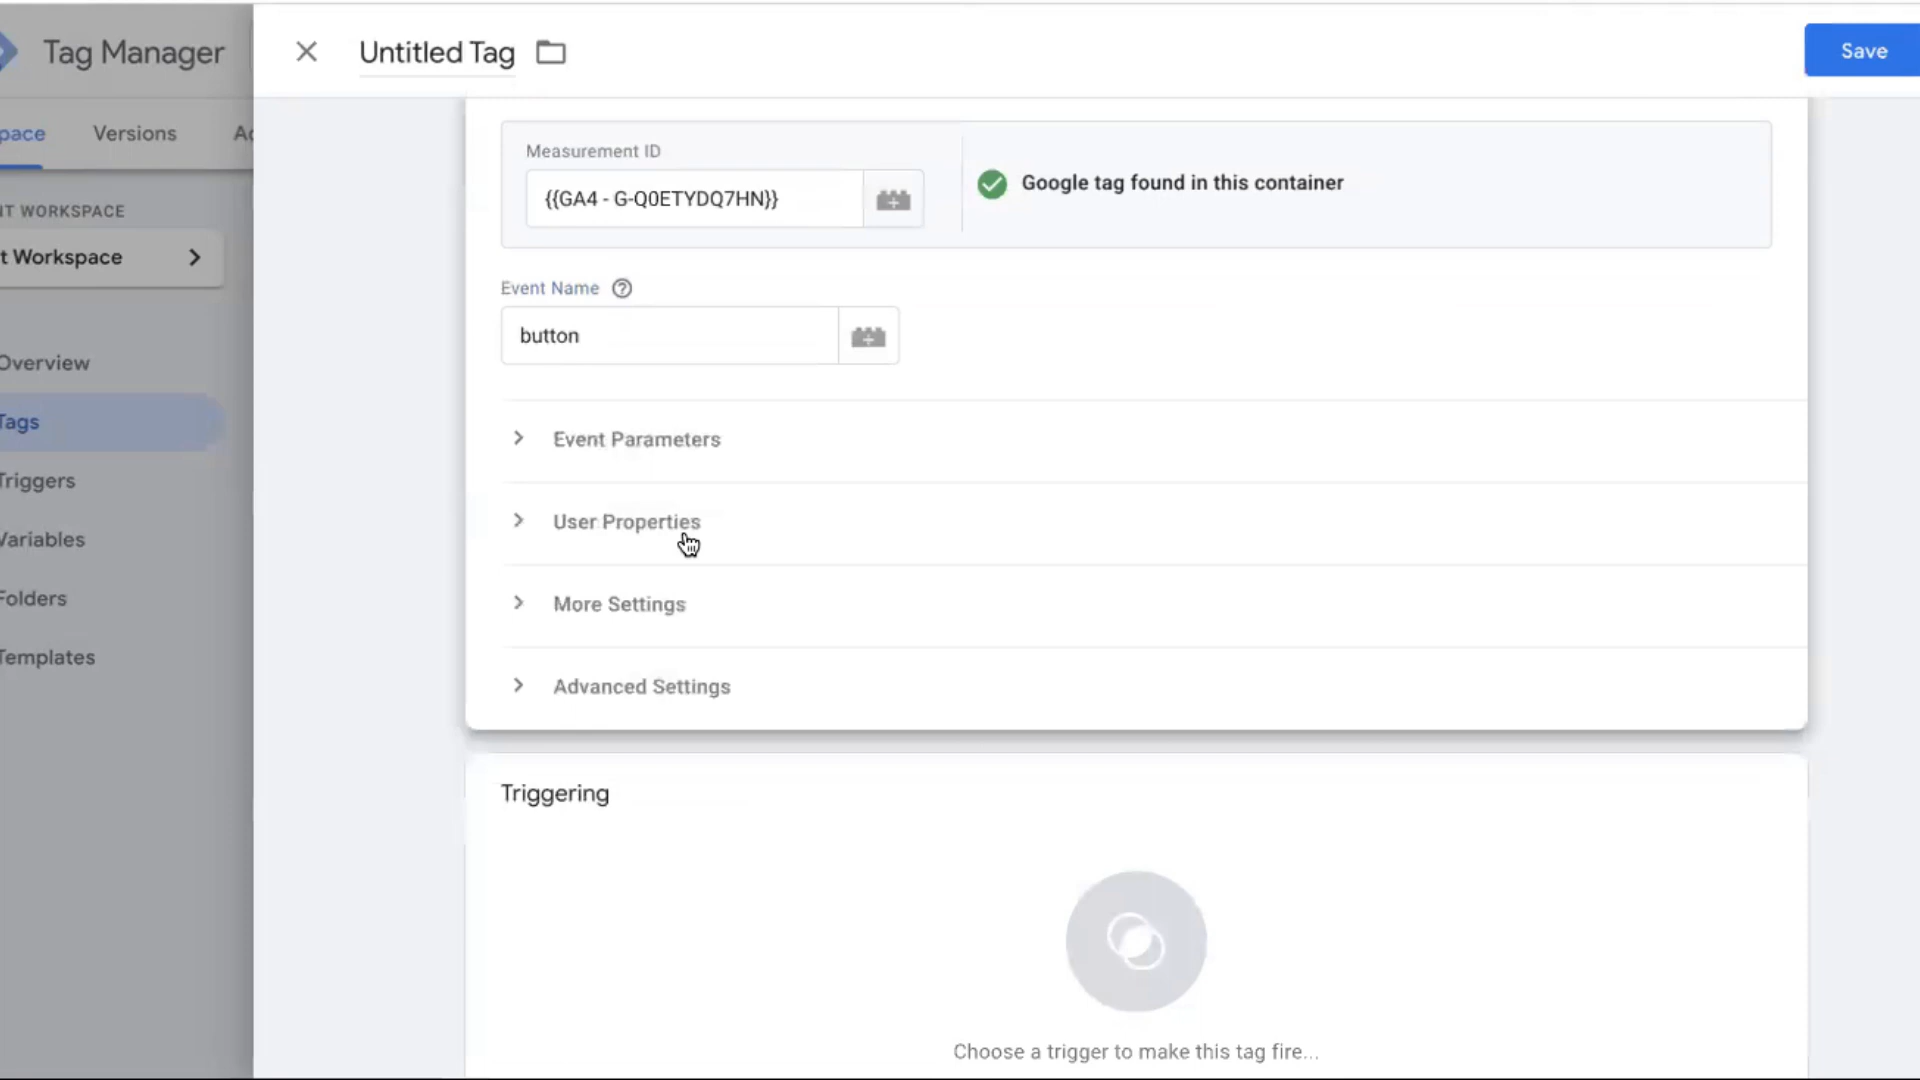 Tag Manager
Untitled Tag
Save
pace
Versions
Ac
Measurement ID
{{GA4 - G-Q0ETYDQ7HN}}
Google tag found in this container
NT WORKSPACE
t Workspace
Event Name
button
Overview
Tags
Triggers
Variables
Folders
Templates
Event Parameters
User Properties
More Settings
Advanced Settings
Triggering
Choose a trigger to make this tag fire...